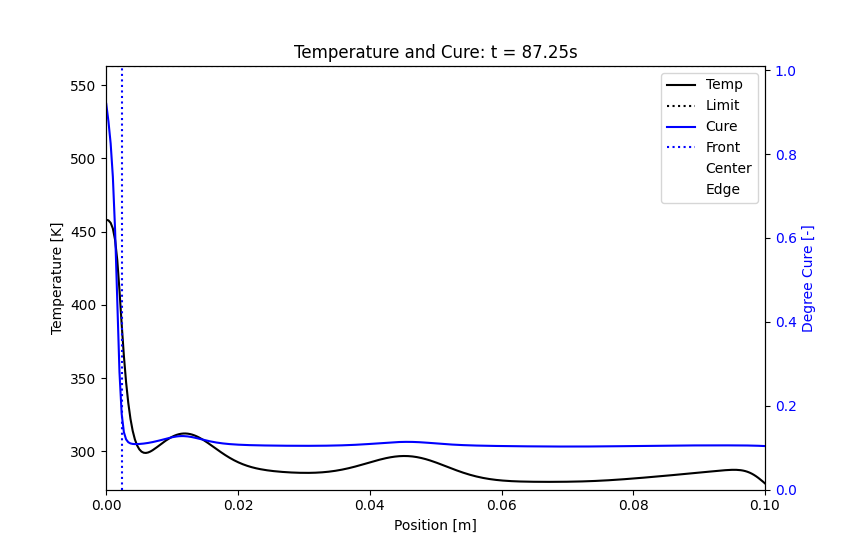 Temperature and Cure: t = 87.25s
Temp
Limit
Cure
Front
Center
Edge
Temperature [K]
550
500
450
400
350
300
Degree Cure [-]
1.0
0.8
0.6
0.4
0.2
0.0
0.00 0.02 0.04 0.06 0.08 0.10
Position [m]